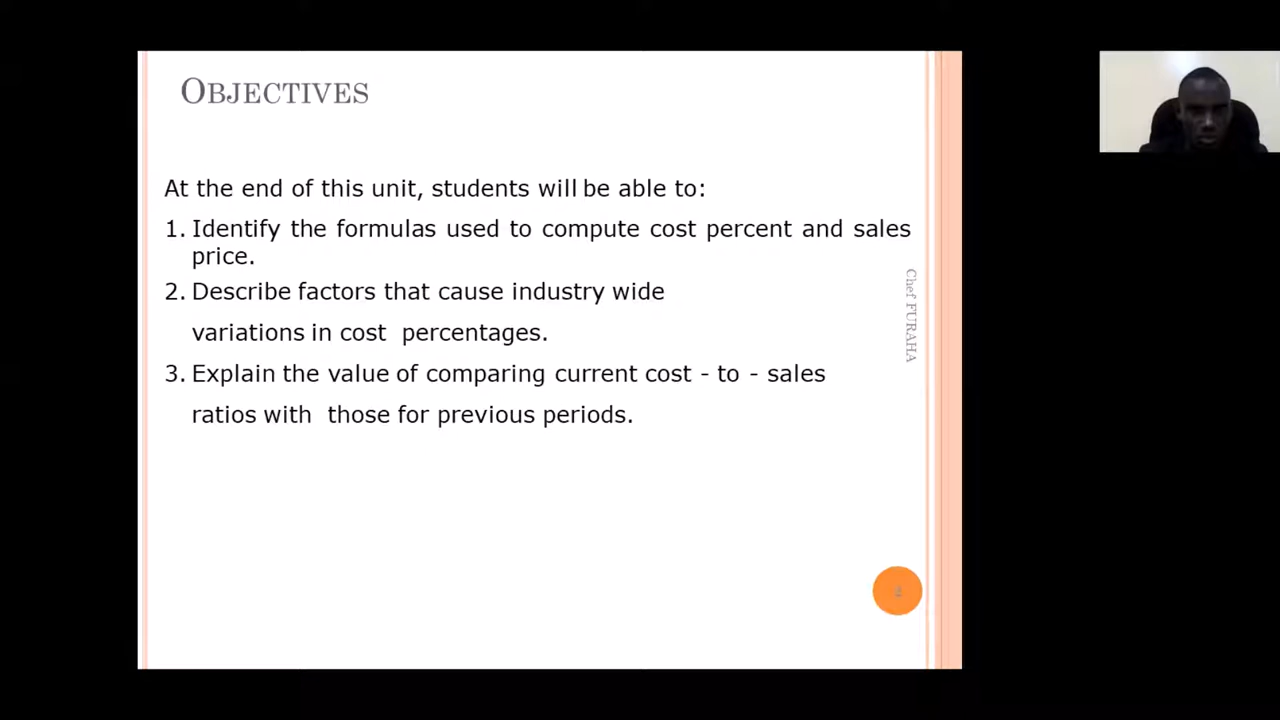 OBJECTIVES
At the end of this unit, students will be able to:
1. Identify the formulas used to compute cost percent and sales
price.
2. Describe factors that cause industry wide
variations in cost percentages.
3. Explain the value of comparing current cost - to - sales
ratios with those for previous periods.
Chef FURAHA